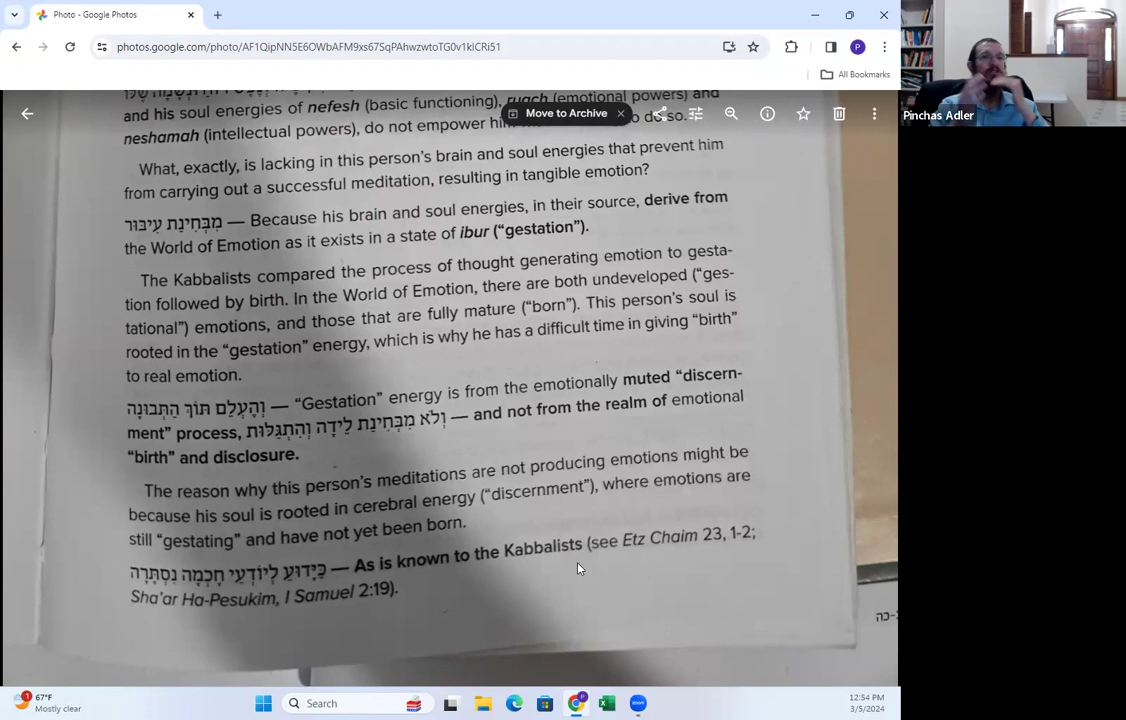 Photo - Google Photos
photos.google.com/photo/AF1QipNN5E6OWbAFM9xs67SqPAhwzwtoTG0v1klCRi51
P
All Bookmarks
Pinchas Adler
Move to Archive
and his soul energies of nefesh (basic functioning), ruach (emotional powers) and
neshamah (intellectual powers), do not empower to do so.
What, exactly, is lacking in this person's brain and soul energies that prevent him
from carrying out a successful meditation, resulting in tangible emotion?
מִבְּחִינַת עִיבּוּר — Because his brain and soul energies, in their source, derive from
the World of Emotion as it exists in a state of ibur ("gestation").
The Kabbalists compared the process of thought generating emotion to gesta-
tion followed by birth. In the World of Emotion, there are both undeveloped ("ges-
tational") emotions, and those that are fully mature ("born"). This person's soul is
rooted in the "gestation" energy, which is why he has a difficult time in giving "birth"
to real emotion.
וְהֶעְלֵם תּוֹךְ הַתְּבוּנָה — "Gestation" energy is from the emotionally muted "discern-
ment" process, וְלֹא מִבְּחִינַת לֵידָה וְהִתְגַּלּוּת — and not from the realm of emotional
"birth" and disclosure.
The reason why this person's meditations are not producing emotions might be
because his soul is rooted in cerebral energy ("discernment"), where emotions are
still "gestating" and have not yet been born.
כַּיָּדוּעַ לְיוֹדְעֵי חָכְמָה נִסְתָּרָה — As is known to the Kabbalists (see Etz Chaim 23, 1-2;
Sha'ar Ha-Pesukim, I Samuel 2:19).
כה-
1
67°F
Mostly clear
Search
zoom
12:54 PM
3/5/2024